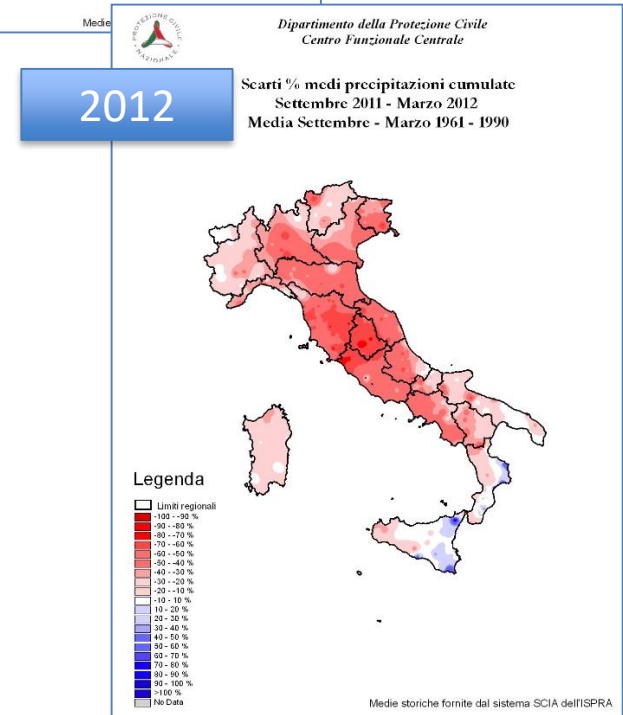 Medie
PROTEZIONE CIVILE
NAZIONALE
Dipartimento della Protezione Civile
Centro Funzionale Centrale
2012
Scarti % medi precipitazioni cumulate
Settembre 2011 - Marzo 2012
Media Settembre - Marzo 1961 - 1990
Legenda
Limiti regionali
-100 - -90 %
-90 - -80 %
-80 - -70 %
-70 - -60 %
-60 - -50 %
-50 - -40 %
-40 - -30 %
-30 - -20 %
-20 - -10 %
-10 - 10 %
10 - 20 %
20 - 30 %
30 - 40 %
40 - 50 %
50 - 60 %
60 - 70 %
70 - 80 %
80 - 90 %
90 - 100 %
>100 %
No Data
Medie storiche fornite dal sistema SCIA dell'ISPRA